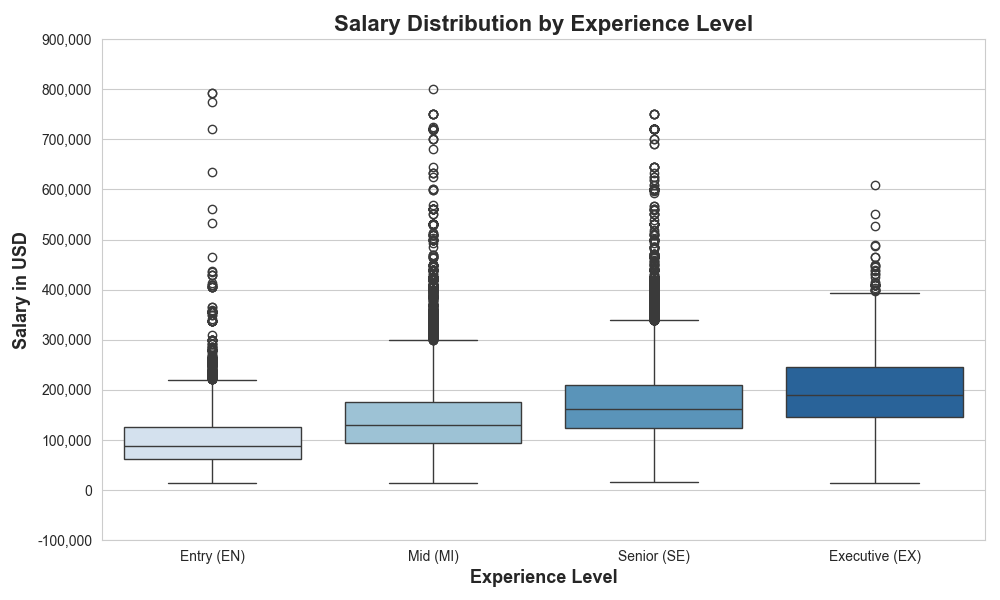 Salary Distribution by Experience Level
Salary in USD
900,000
800,000
700,000
600,000
500,000
400,000
300,000
200,000
100,000
0
-100,000
Entry (EN)
Mid (MI)
Senior (SE)
Executive (EX)
Experience Level